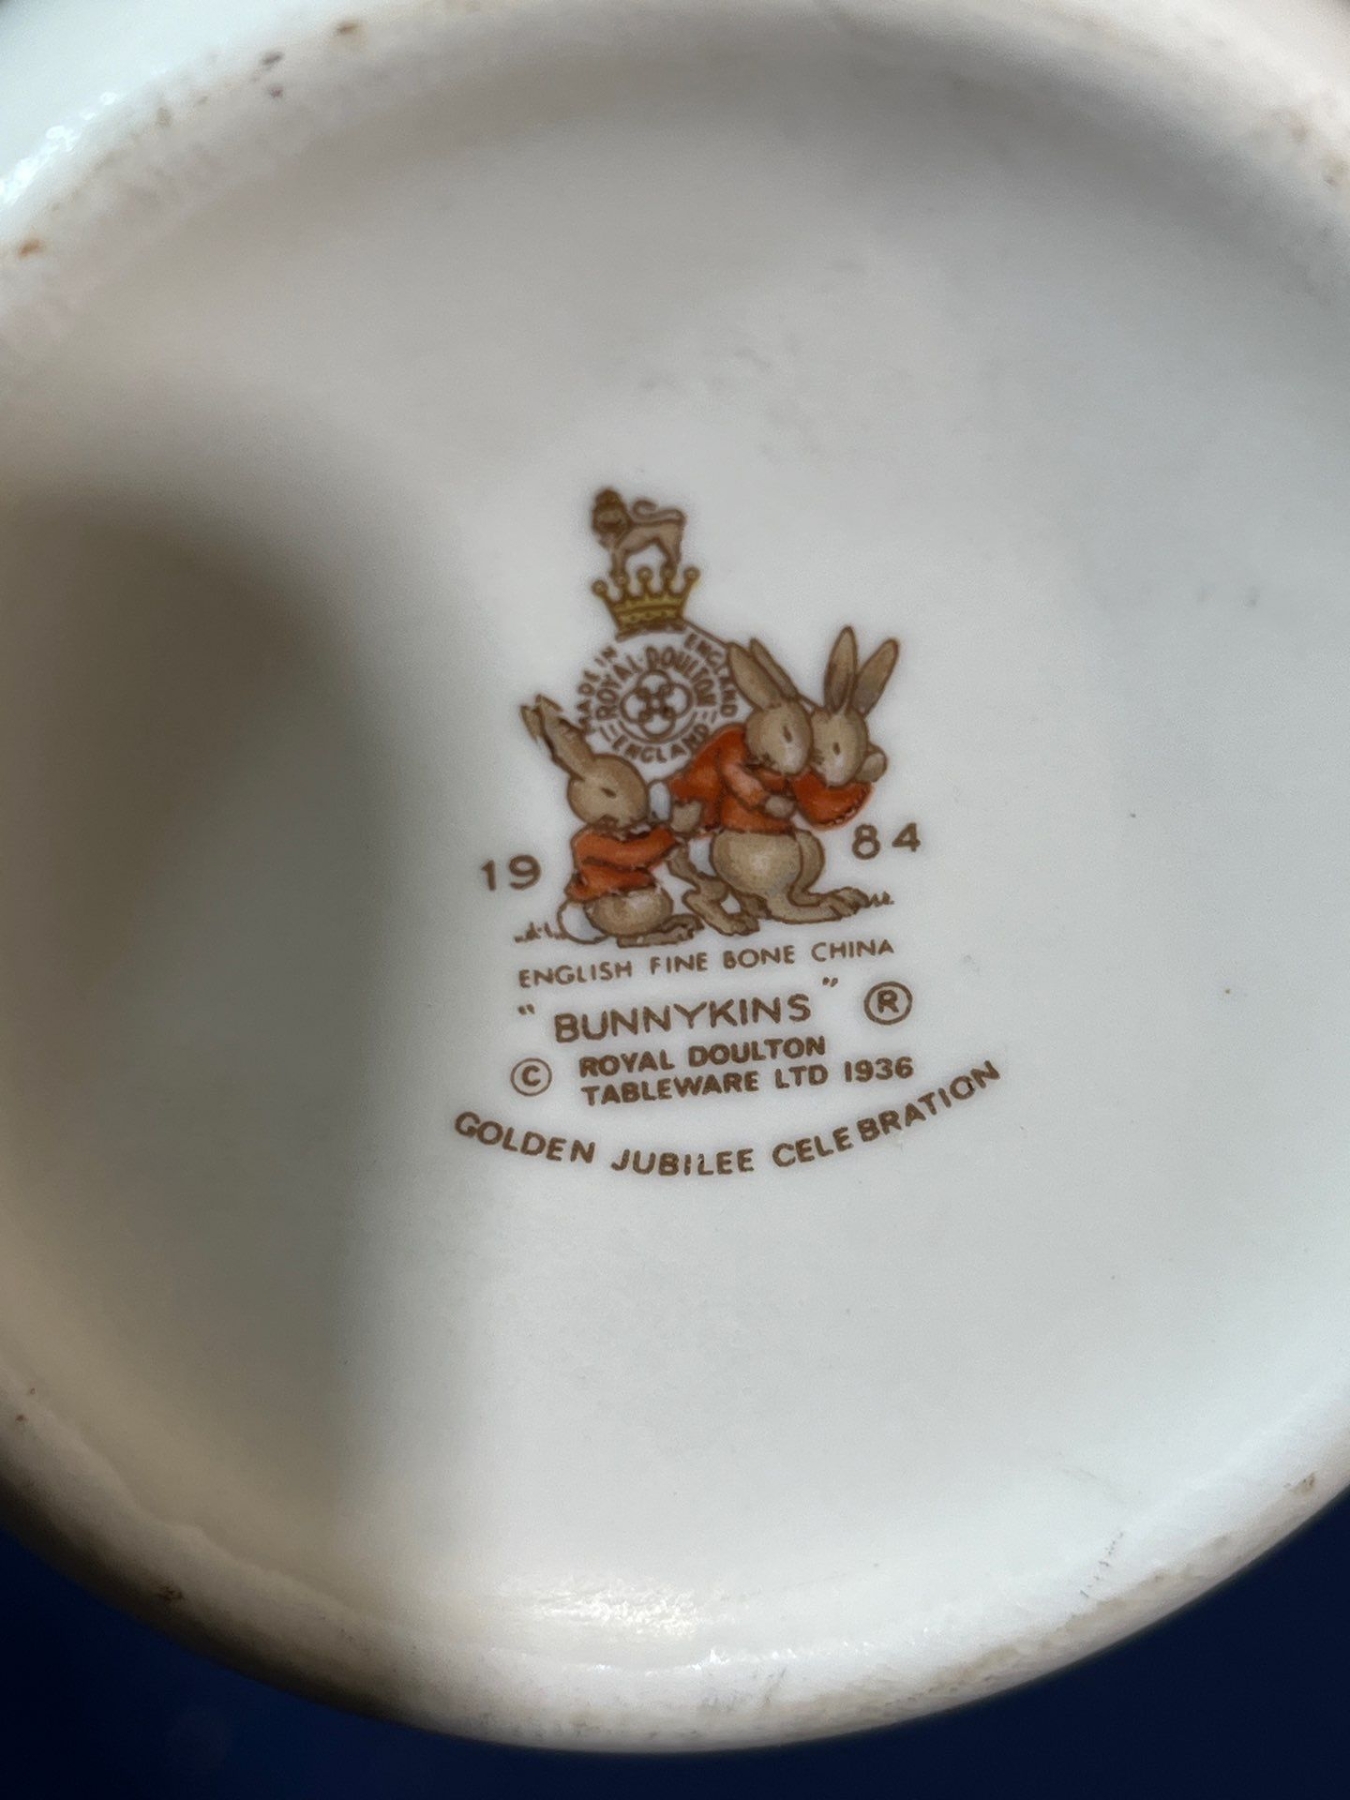 MADE IN ENGLAND
ROYAL·DOULTON
ENGLAND
19 84
ENGLISH FINE BONE CHINA
"BUNNYKINS" ®
© ROYAL DOULTON
TABLEWARE LTD 1936
GOLDEN JUBILEE CELEBRATION